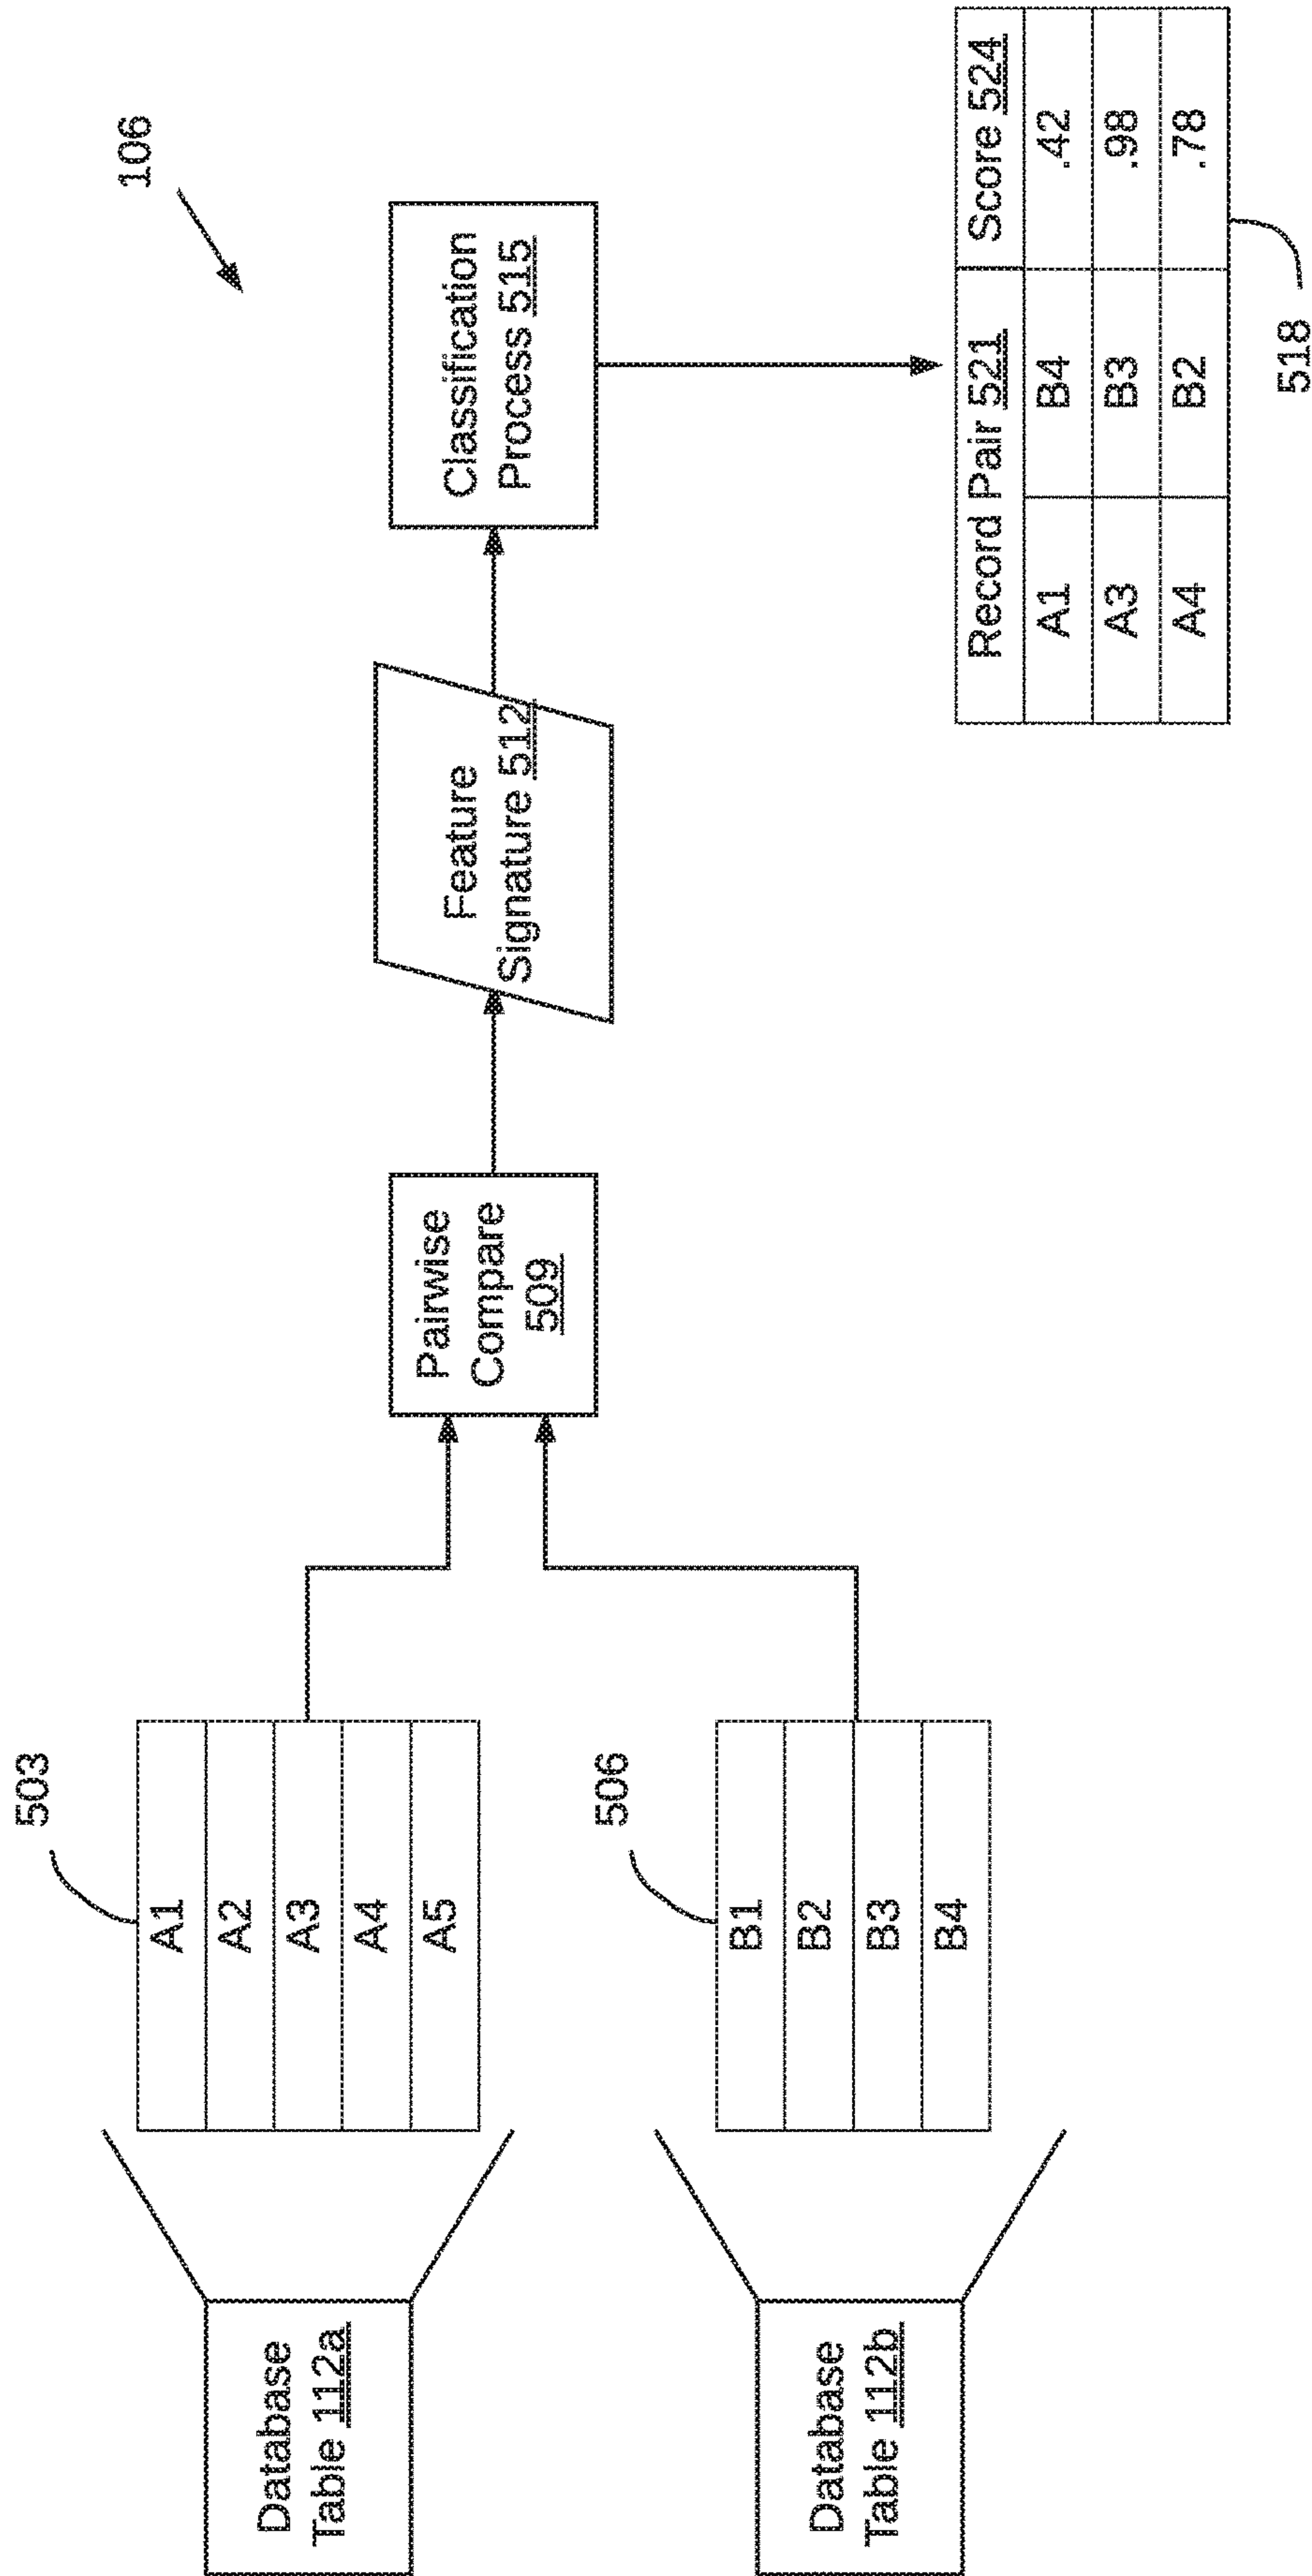 106
503
A1
A2
A3
A4
A5
Database
Table 112a
506
B1
B2
B3
B4
Database
Table 112b
Pairwise
Compare
509
Feature
Signature 512
Classification
Process 515
Record Pair 521 Score 524
A1 B4 .42
A3 B3 .98
A4 B2 .78
518